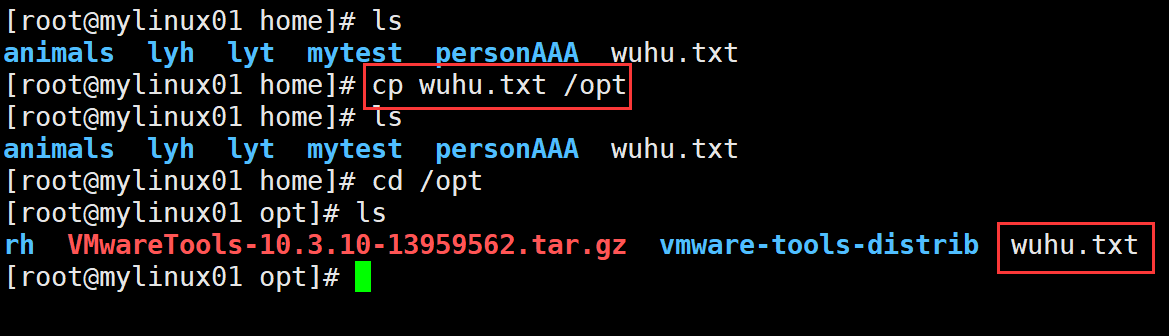 [root@mylinux01 home]# ls
animals  lyh  lyt  mytest  personAAA  wuhu.txt
[root@mylinux01 home]# cp wuhu.txt /opt
[root@mylinux01 home]# ls
animals  lyh  lyt  mytest  personAAA  wuhu.txt
[root@mylinux01 home]# cd /opt
[root@mylinux01 opt]# ls
rh  VMwareTools-10.3.10-13959562.tar.gz  vmware-tools-distrib  wuhu.txt
[root@mylinux01 opt]#